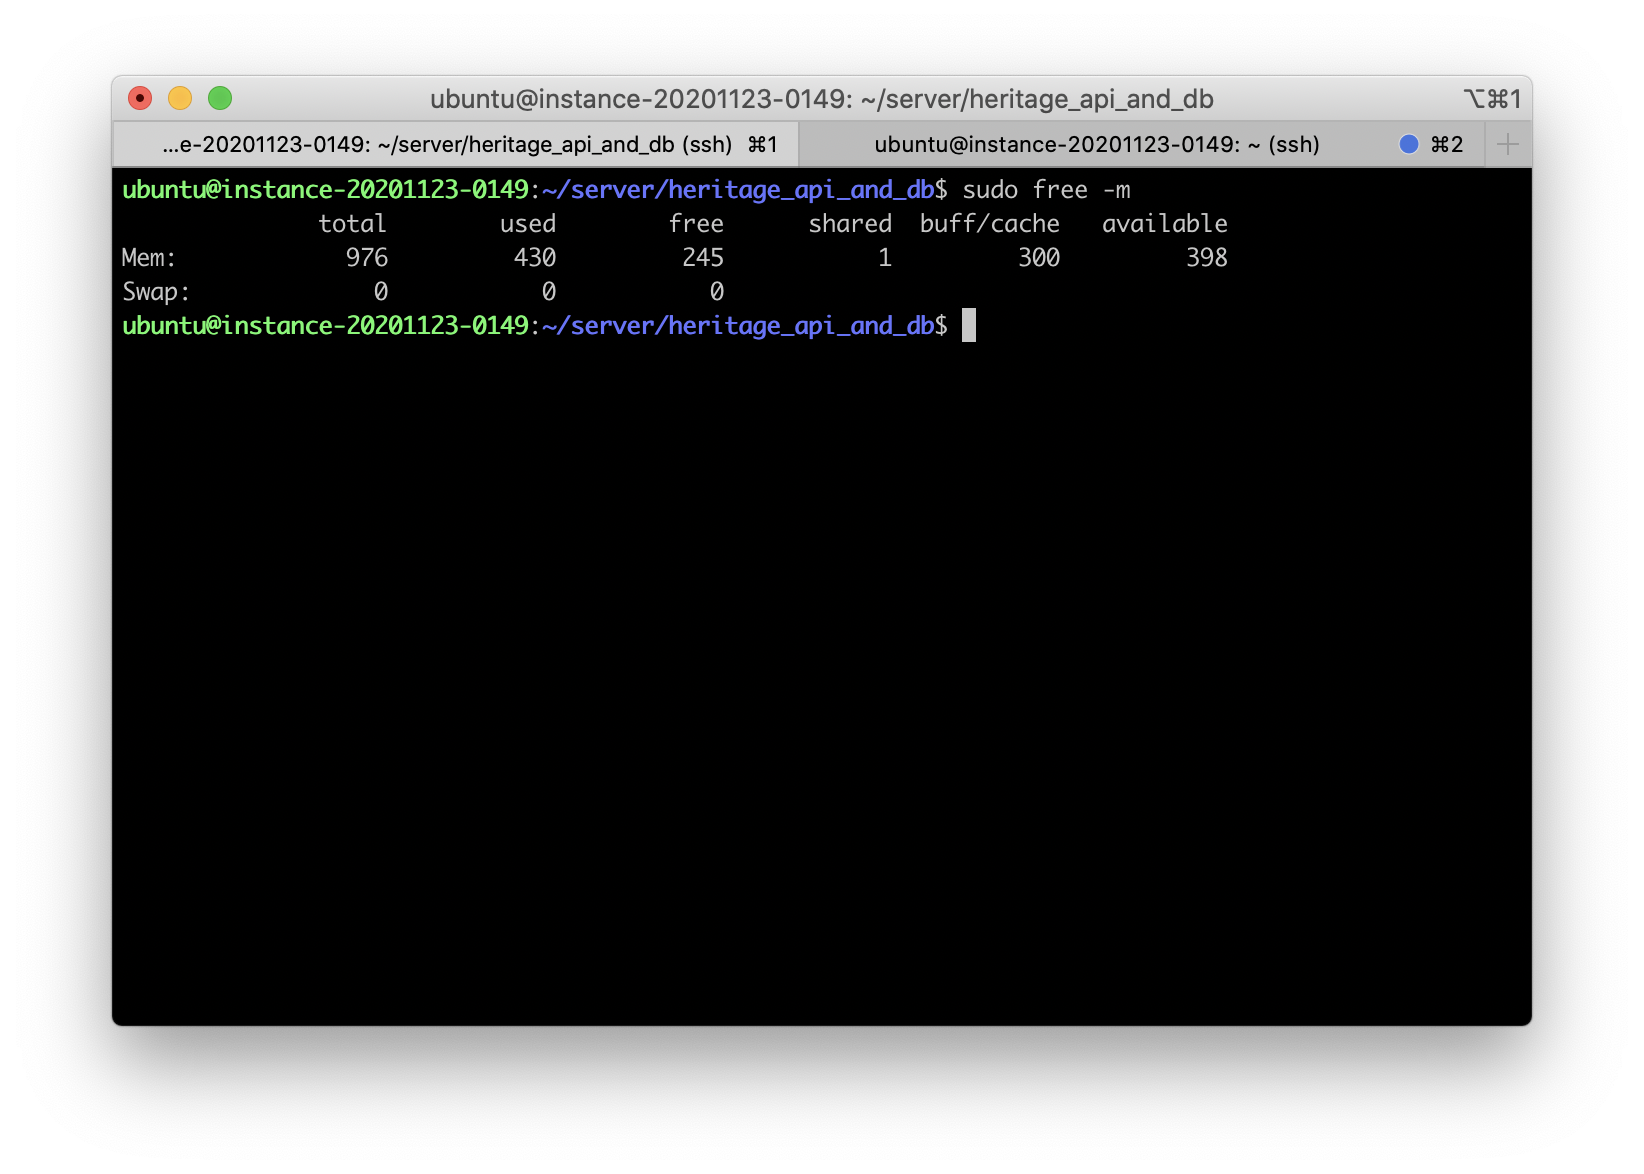 ubuntu@instance-20201123-0149: ~/server/heritage_api_and_db ⌥⌘1
...e-20201123-0149: ~/server/heritage_api_and_db (ssh) ⌘1 ubuntu@instance-20201123-0149: ~ (ssh) ⌘2
ubuntu@instance-20201123-0149:~/server/heritage_api_and_db$ sudo free -m
              total        used        free      shared  buff/cache   available
Mem:            976         430         245           1         300         398
Swap:             0           0           0
ubuntu@instance-20201123-0149:~/server/heritage_api_and_db$